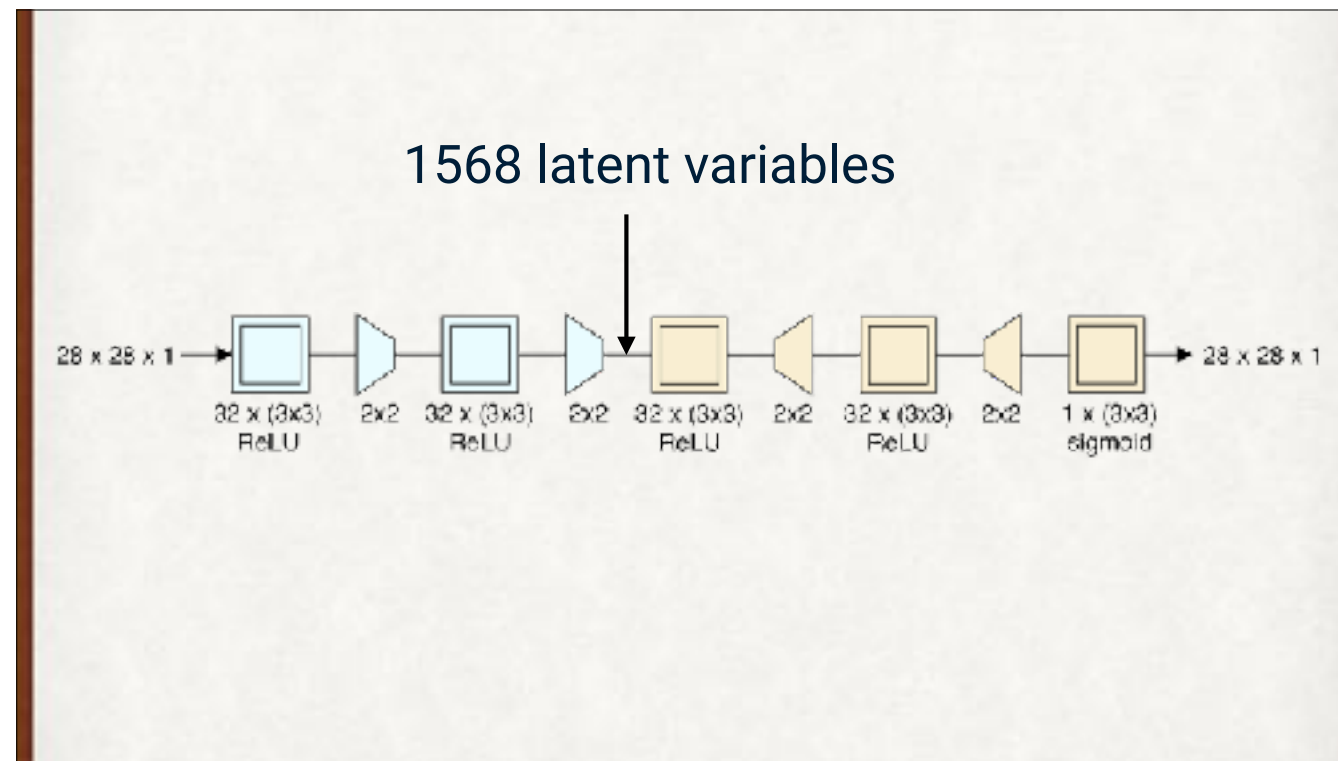 1568 latent variables
28 x 28 x 1
28 x 28 x 1
32 x (3x3) 2x2 32 x (3x3) 2x2 32 x (3x3) 2x2 32 x (3x3) 2x2 1 x (3x3)
ReLU ReLU ReLU ReLU sigmoid